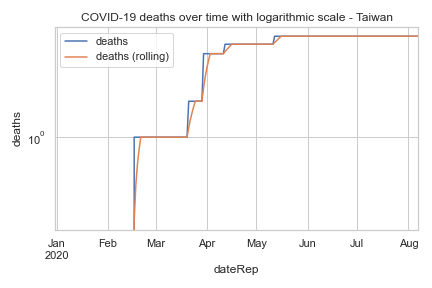 COVID-19 deaths over time with logarithmic scale - Taiwan
deaths
deaths (rolling)
deaths
10⁰
Jan Feb Mar Apr May Jun Jul Aug
2020
dateRep